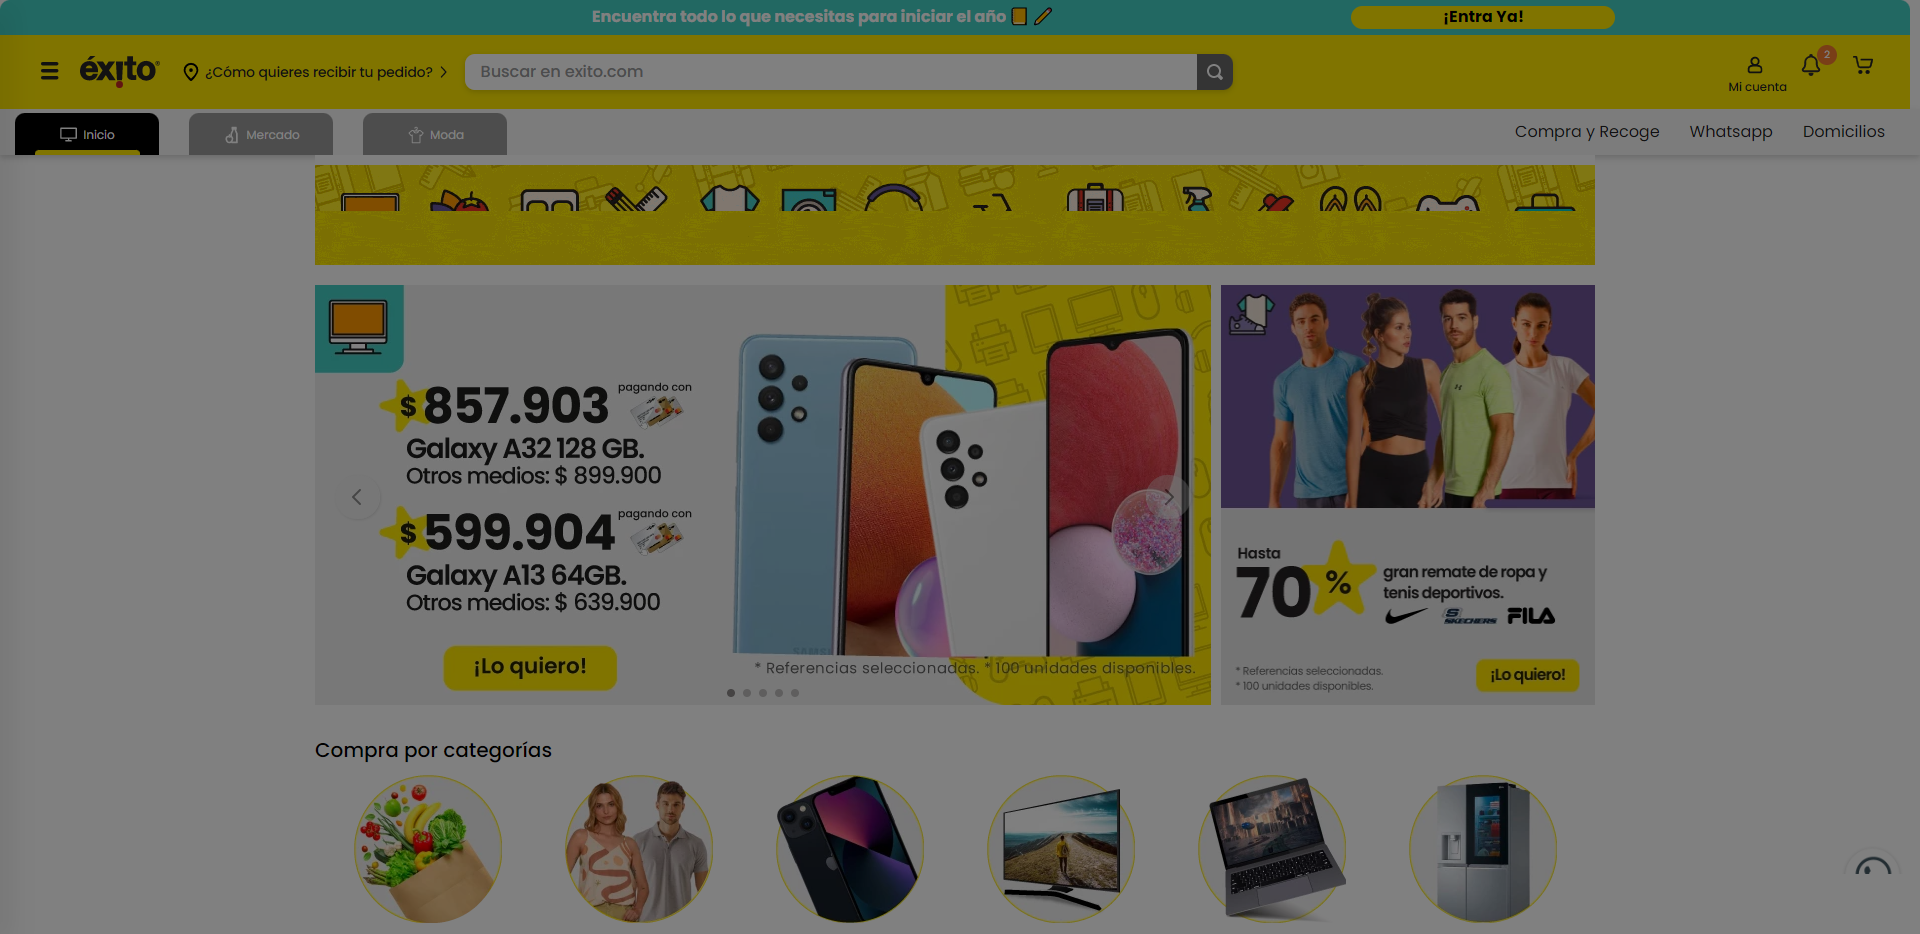 Encuentra todo lo que necesitas para iniciar el año
¡Entra Ya!
éxito
¿Cómo quieres recibir tu pedido?
Buscar en exito.com
Mi cuenta
2
Inicio
Mercado
Moda
Compra y Recoge
Whatsapp
Domicilios
$ 857.903
pagando con
Galaxy A32 128 GB.
Otros medios: $ 899.900
$ 599.904
pagando con
Galaxy A13 64GB.
Otros medios: $ 639.900
¡Lo quiero!
* Referencias seleccionadas. * 100 unidades disponibles.
Hasta
70%
gran remate de ropa y
tenis deportivos.
SKECHERS FILA
* Referencias seleccionadas.
* 100 unidades disponibles.
¡Lo quiero!
Compra por categorías